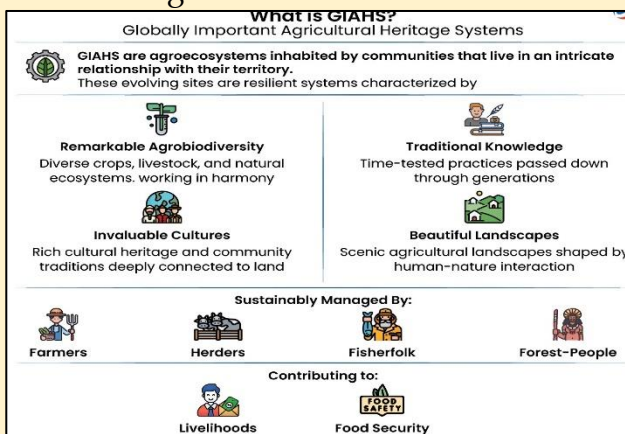 What is GIAHS?
Globally Important Agricultural Heritage Systems
GIAHS are agroecosystems inhabited by communities that live in an intricate
relationship with their territory.
These evolving sites are resilient systems characterized by
Remarkable Agrobiodiversity
Diverse crops, livestock, and natural
ecosystems. working in harmony
Traditional Knowledge
Time-tested practices passed down
through generations
Invaluable Cultures
Rich cultural heritage and community
traditions deeply connected to land
Beautiful Landscapes
Scenic agricultural landscapes shaped by
human-nature interaction
Sustainably Managed By:
Farmers
Herders
Fisherfolk
Forest-People
Contributing to:
FOOD
SAFETY
Livelihoods
Food Security